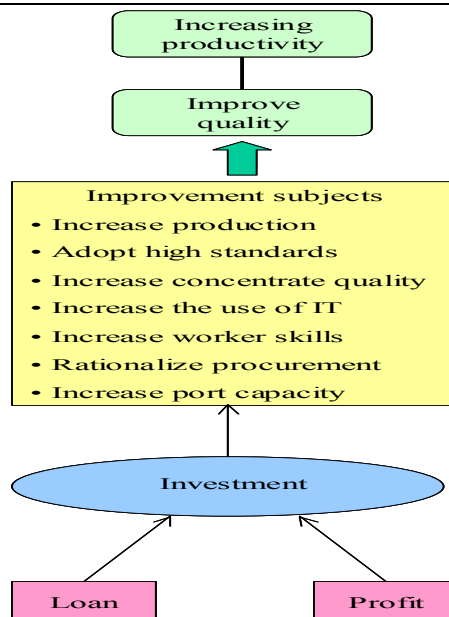 Increasing
productivity
Improve
quality
Improvement subjects
• Increase production
• Adopt high standards
• Increase concentrate quality
• Increase the use of IT
• Increase worker skills
• Rationalize procurement
• Increase port capacity
Investment
Loan
Profit